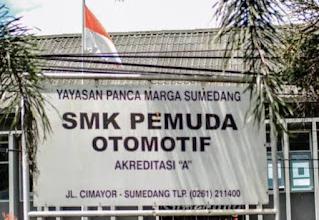 YAYASAN PANCA MARGA SUMEDANG
SMK PEMUDA
OTOMOTIF
AKREDITASI "A"
JL. CIMAYOR - SUMEDANG TLP. (0261) 211400